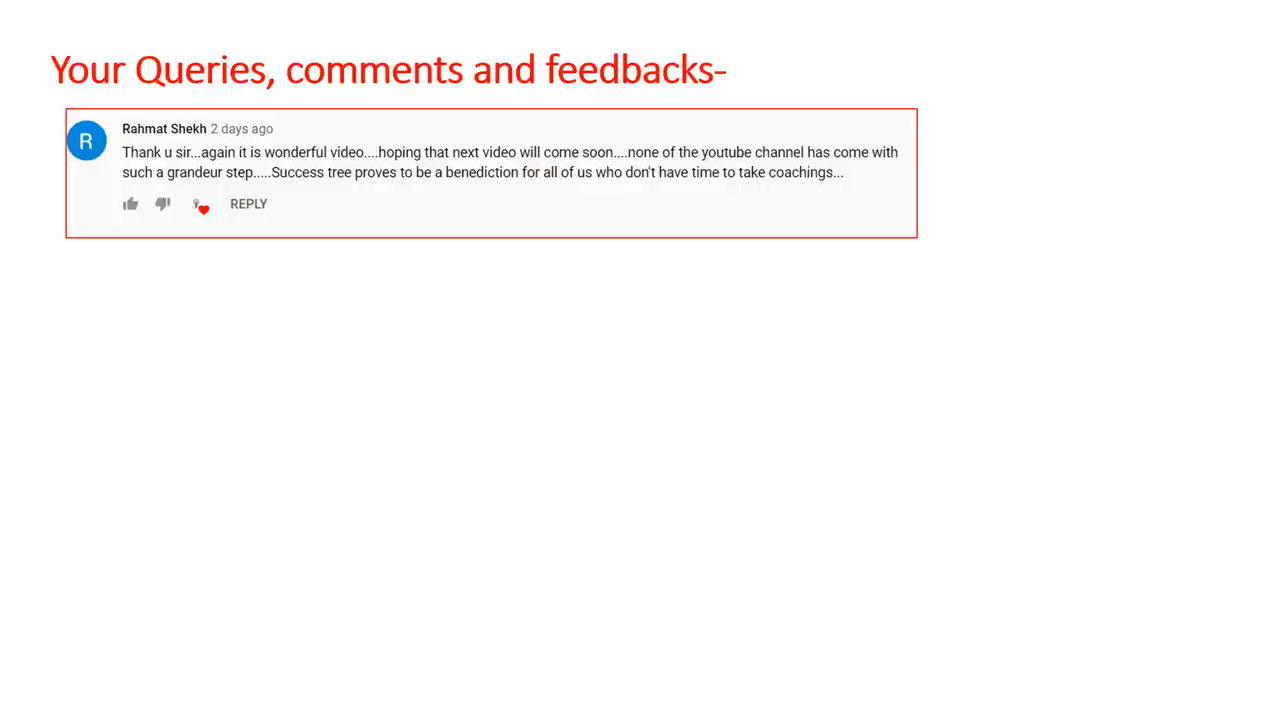 Your Queries, comments and feedbacks-
R
Rahmat Shekh 2 days ago
Thank u sir...again it is wonderful video....hoping that next video will come soon....none of the youtube channel has come with
such a grandeur step.....Success tree proves to be a benediction for all of us who don't have time to take coachings...
REPLY